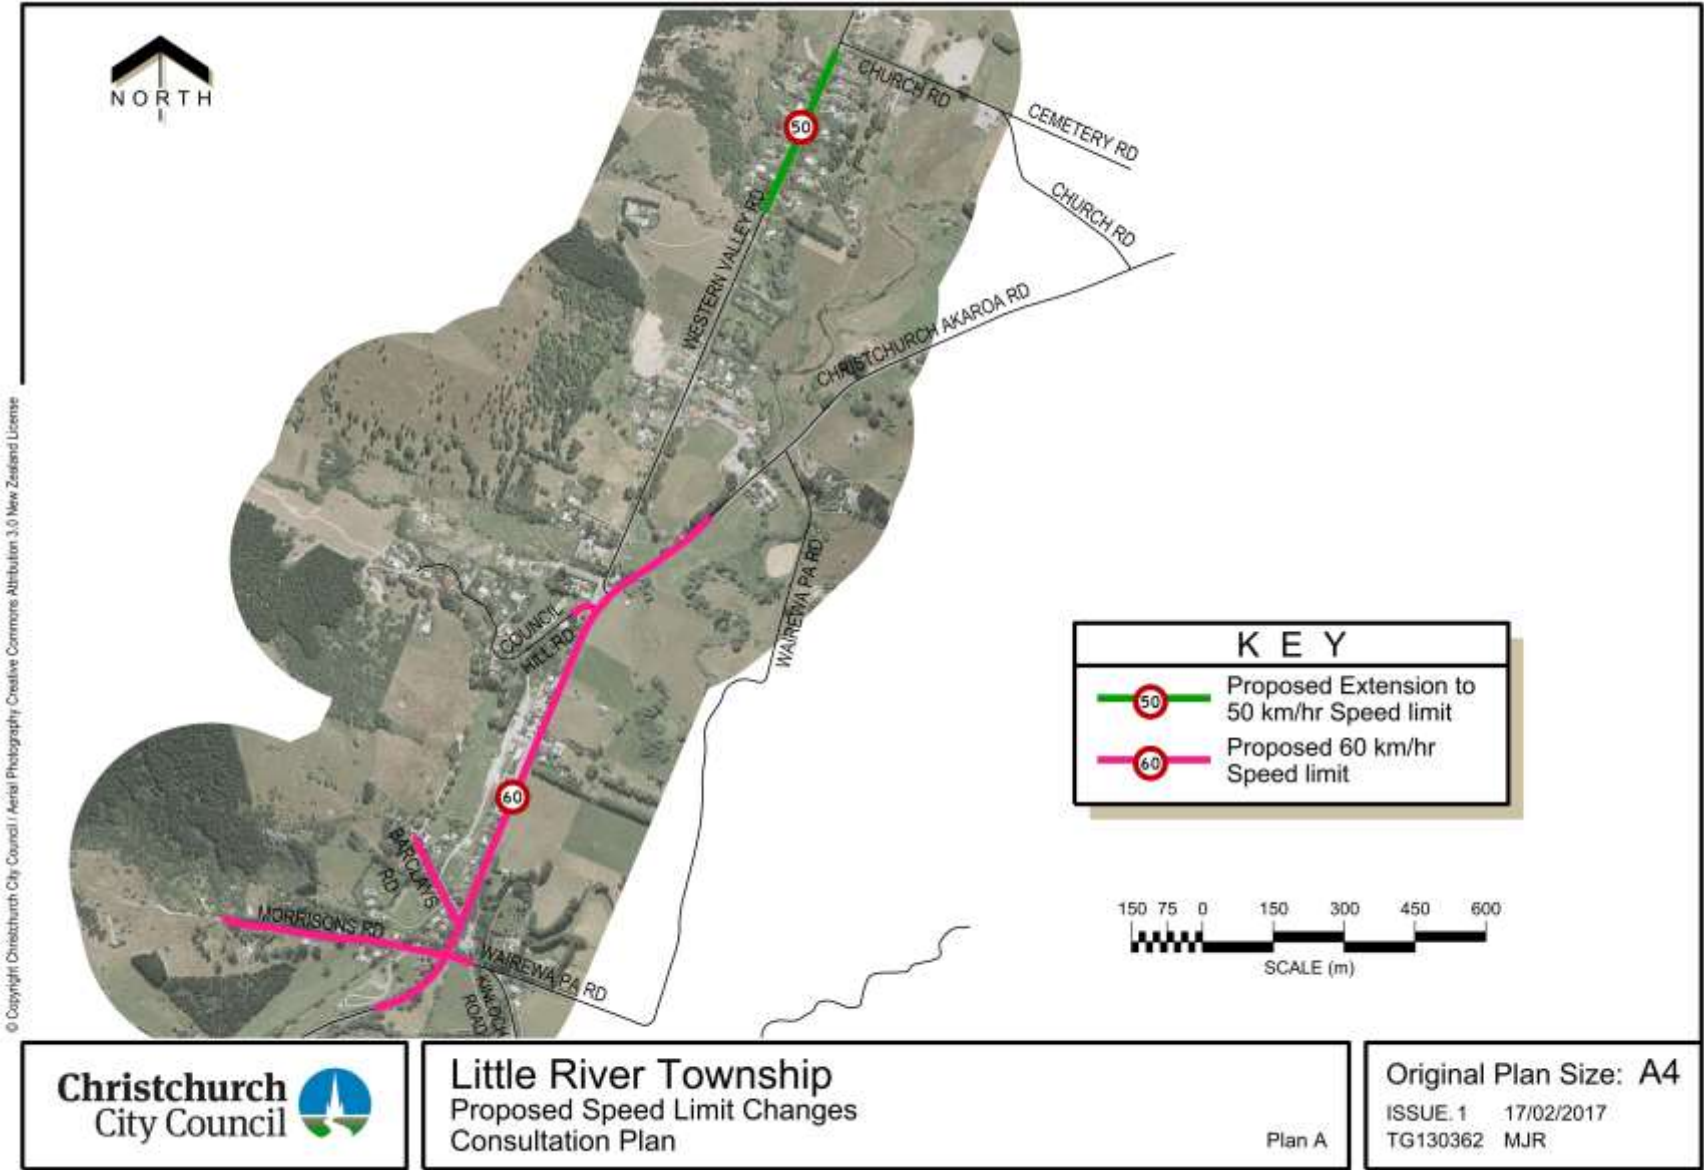 NORTH
CHURCH RD
CEMETERY RD
50
CHURCH RD
WESTERN VALLEY RD
CHRISTCHURCH AKAROA RD
WAIREWA PA RD
COUNCIL
HILL RD
60
BARCLAYS
RD
MORRISONS RD
WAIREWA PA RD
KINLOCH
ROAD
KEY
50
Proposed Extension to
50 km/hr Speed limit
60
Proposed 60 km/hr
Speed limit
150 75 0 150 300 450 600
SCALE (m)
© Copyright Christchurch City Council / Aerial Photography Creative Commons Attribution 3.0 New Zealand License
Christchurch
City Council
Little River Township
Proposed Speed Limit Changes
Consultation Plan
Plan A
Original Plan Size: A4
ISSUE. 1 17/02/2017
TG130362 MJR